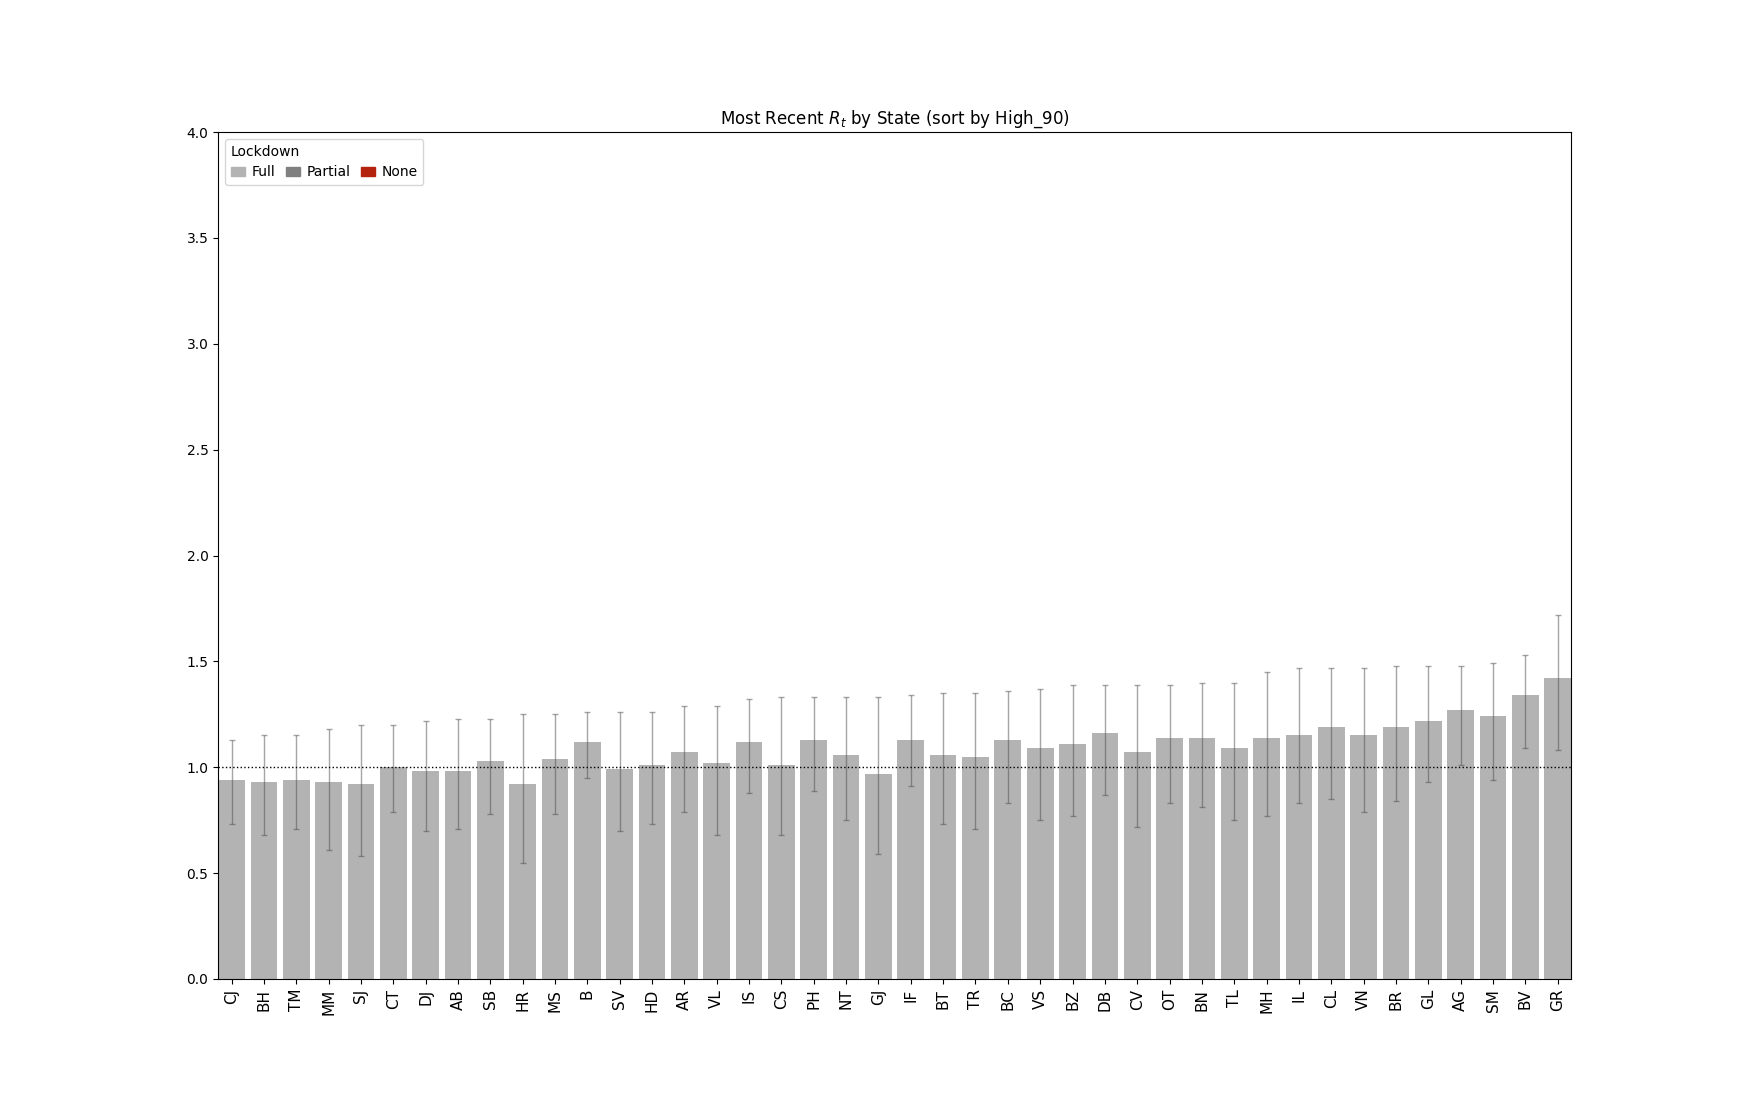 Most Recent Rt by State (sort by High_90)
4.0
Lockdown
Full Partial None
3.5
3.0
2.5
2.0
1.5
1.0
0.5
0.0
CJ BH TM MM SJ CT DJ AB SB HR MS B SV HD AR VL IS CS PH NT GJ IF BT TR BC VS BZ DB CV OT BN TL MH IL CL VN BR GL AG SM BV GR